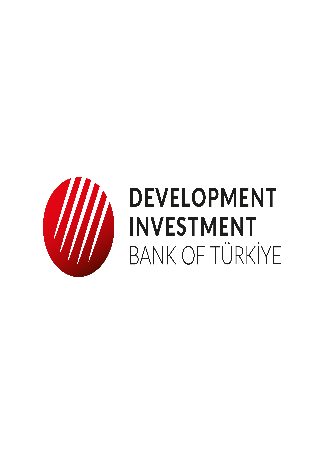 DEVELOPMENT
INVESTMENT
BANK OF TÜRKİYE